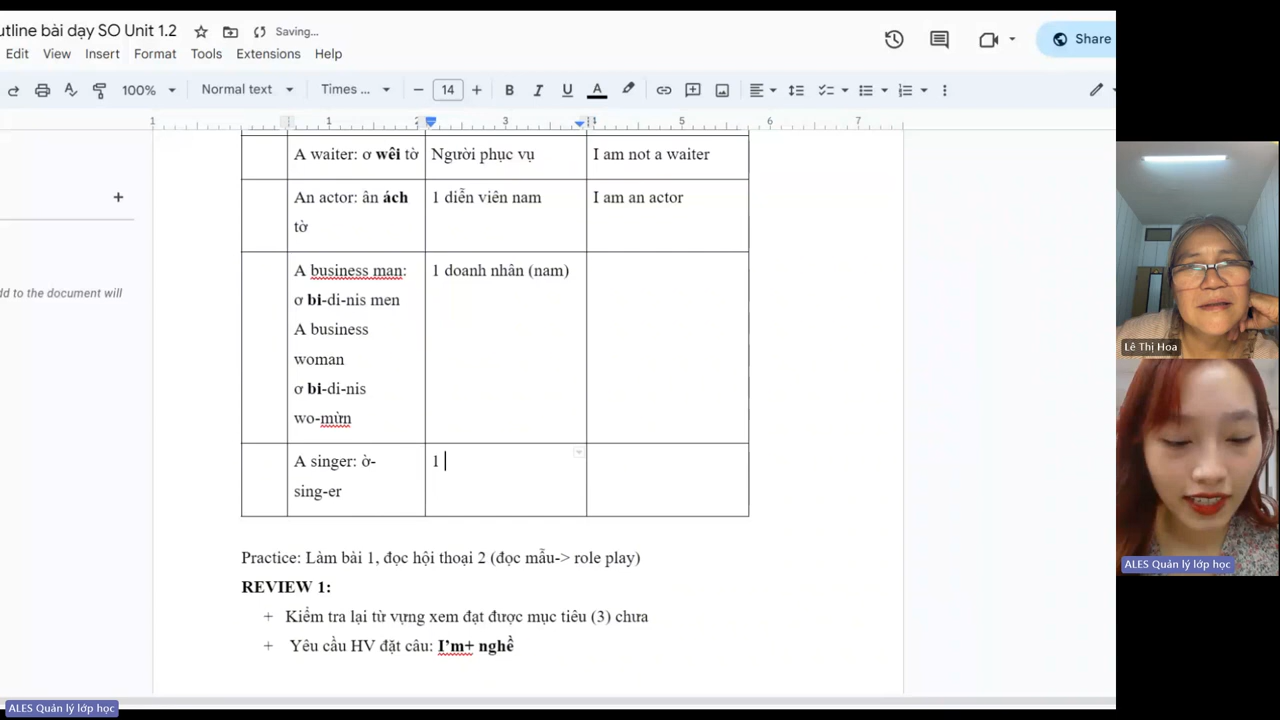 utline bài dạy SO Unit 1.2
Saving...
Edit View Insert Format Tools Extensions Help
Share
100% Normal text Times ... 14 B I U A
1 1 2 3 4 5 6 7
A waiter: ơ wêi tờ
Người phục vụ
I am not a waiter
An actor: ân ách
tờ
1 diễn viên nam
I am an actor
A business man:
ơ bi-di-nis men
A business
woman
ơ bi-di-nis
wo-mừn
1 doanh nhân (nam)
A singer: ờ-
sing-er
1
dd to the document will
Practice: Làm bài 1, đọc hội thoại 2 (đọc mẫu-> role play)
REVIEW 1:
+ Kiểm tra lại từ vựng xem đạt được mục tiêu (3) chưa
+ Yêu cầu HV đặt câu: I'm+ nghề
Lê Thị Hoa
ALES Quản lý lớp học
ALES Quản lý lớp học